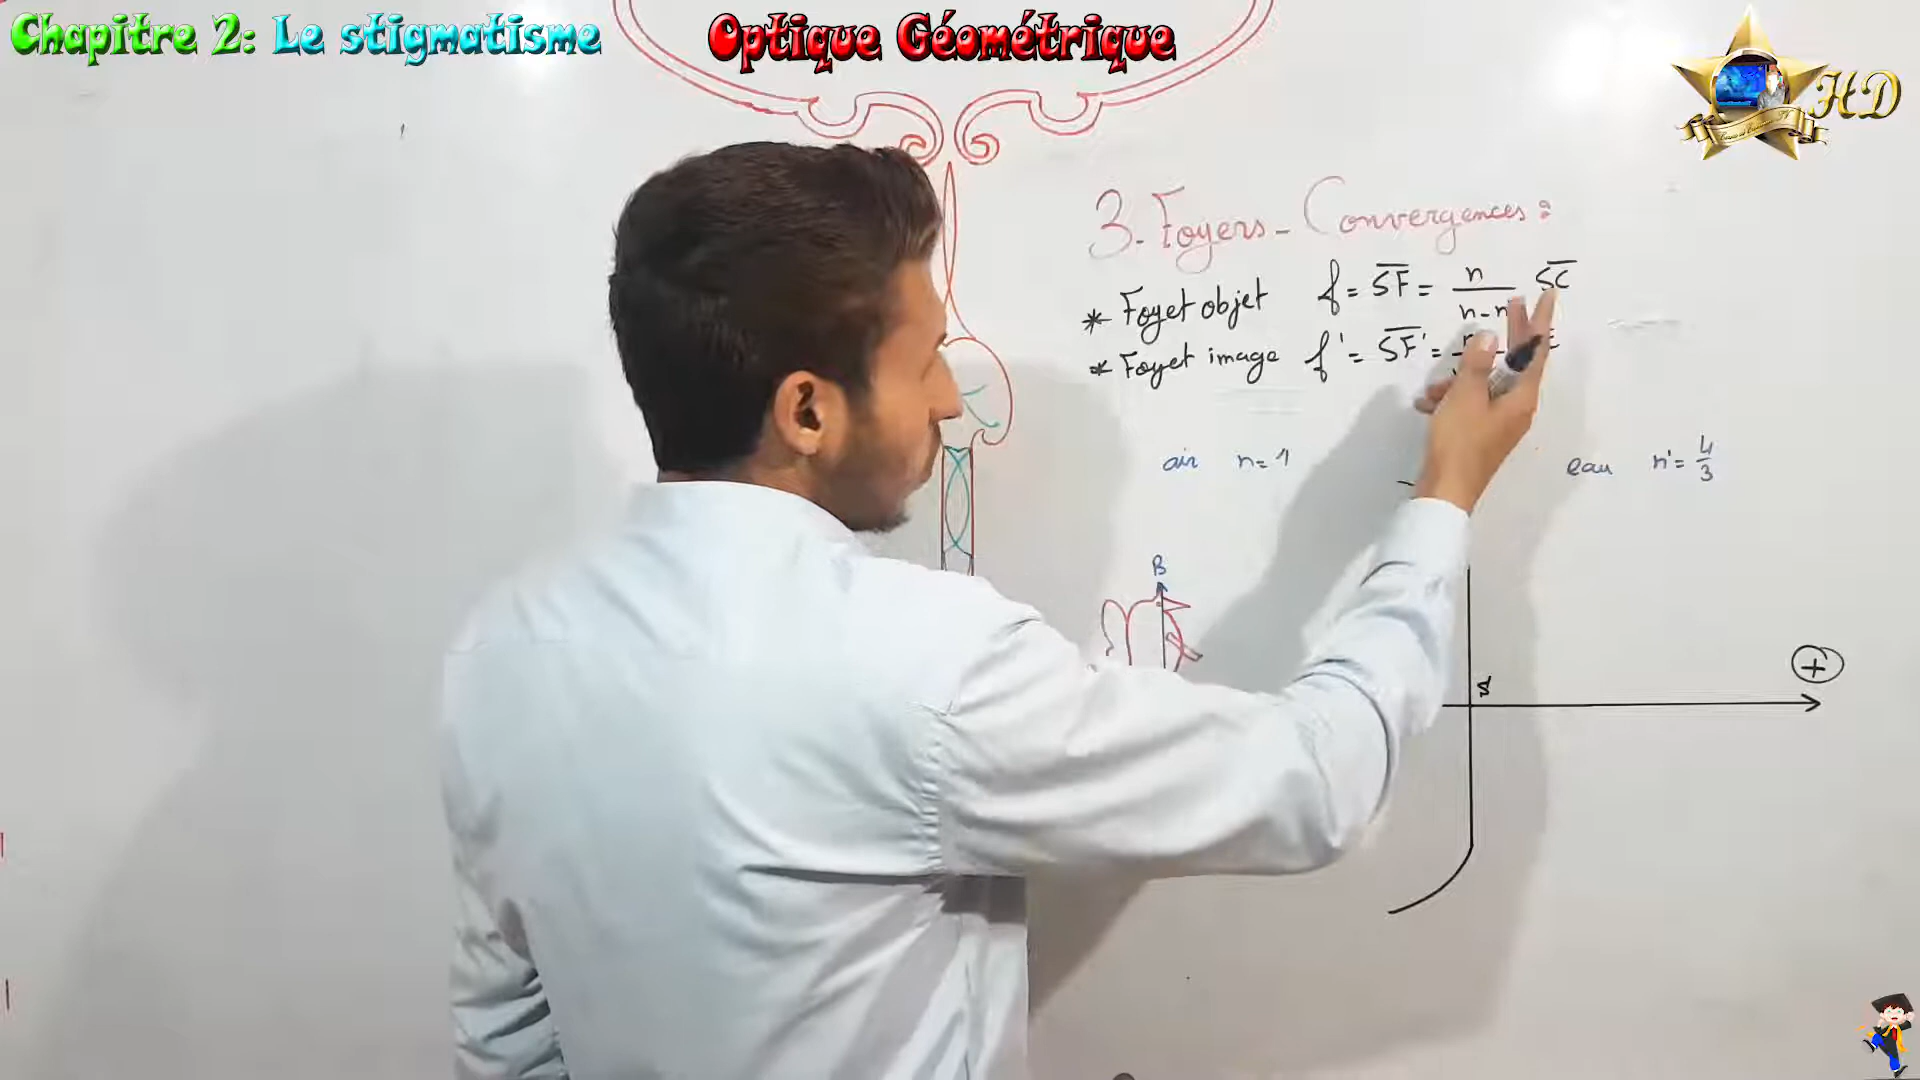 Chapitre 2: Le stigmatisme
Optique Géométrique
HD
3. Foyers - Convergences:
* Foyet objet f = SF = n / n - n SC
* Foyet image f' = SF' =
air n = 1
eau n' = 4/3
B
S
+